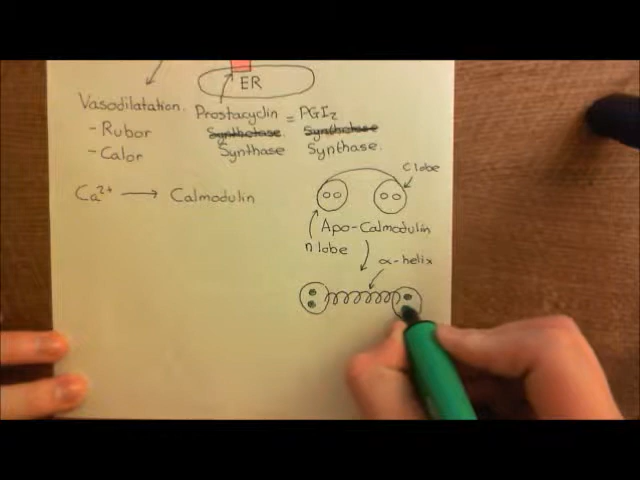 ER
Vasodilatation. Prostacyclin = PGI2
- Rubor Synthetase Synthetase
- Calor Synthase Synthase.
C lobe
Ca2+ → Calmodulin
Apo-Calmodulin
n lobe
α-helix